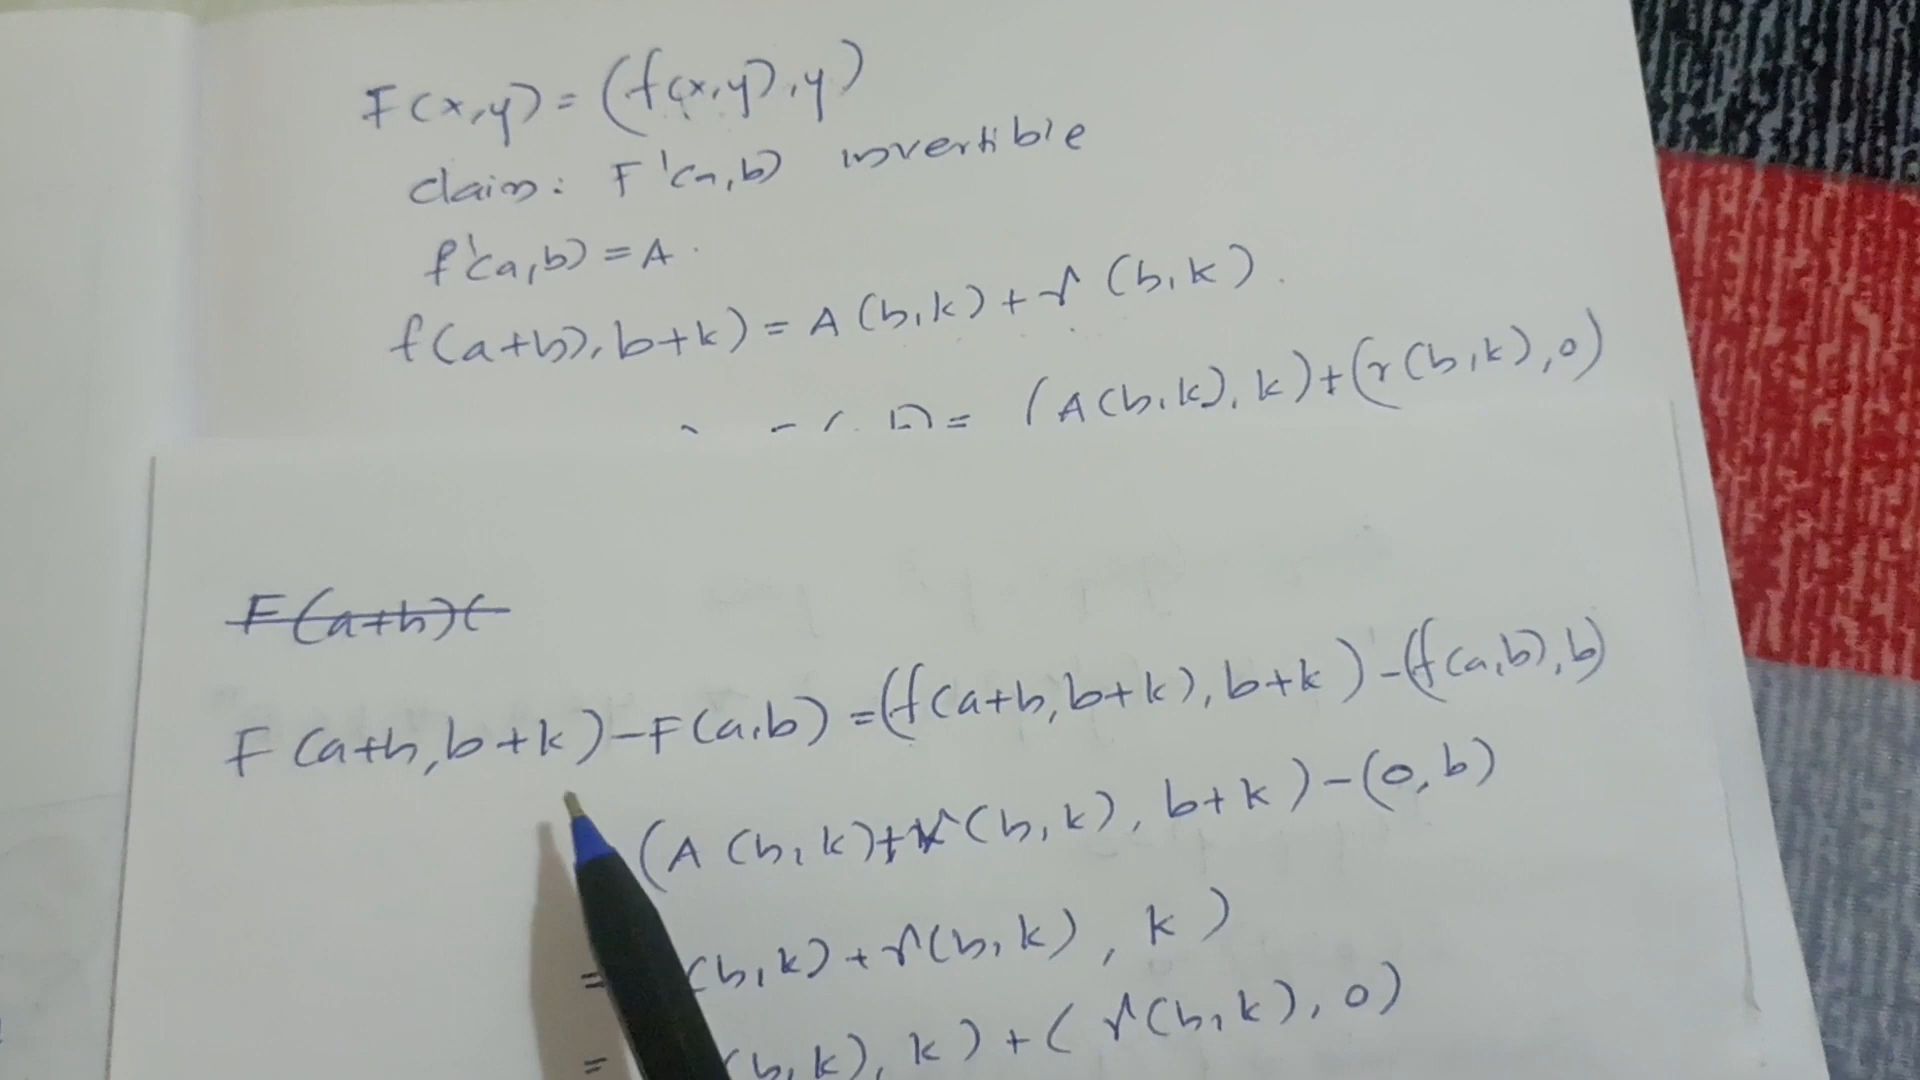 F(x,y) = (f(x,y),y)
claim: F'(a,b) invertible
f'(a,b) = A.
f(a+h), b+k) = A(h,k) + r(h,k).
= (A(h,k), k) + (r(h,k), 0)
F(a+h)(
F(a+h, b+k) - F(a,b) = (f(a+h, b+k), b+k) - (f(a,b), b)
(A(h,k) + r(h,k), b+k) - (0,b)
= (h,k) + r(h,k), k)
= (h,k), k) + (r(h,k), 0)